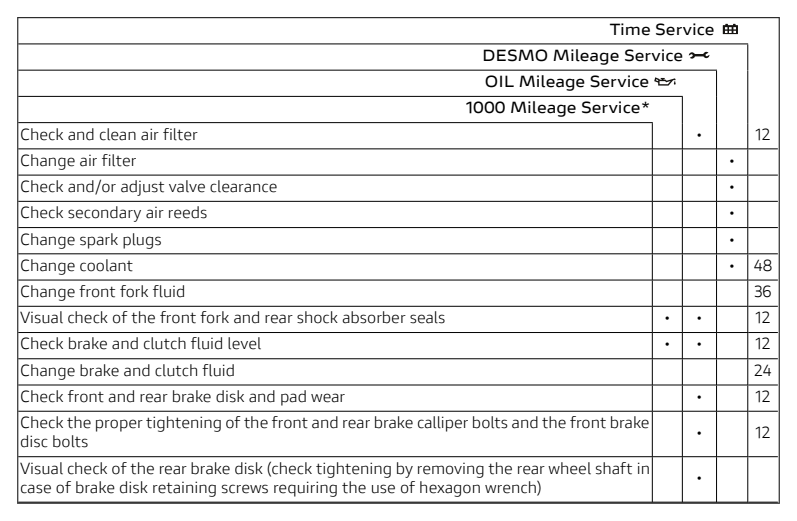 Time Service
DESMO Mileage Service
OIL Mileage Service
1000 Mileage Service*
Check and clean air filter • 12
Change air filter •
Check and/or adjust valve clearance •
Check secondary air reeds •
Change spark plugs •
Change coolant • 48
Change front fork fluid 36
Visual check of the front fork and rear shock absorber seals • • 12
Check brake and clutch fluid level • • 12
Change brake and clutch fluid 24
Check front and rear brake disk and pad wear • 12
Check the proper tightening of the front and rear brake calliper bolts and the front brake
disc bolts • 12
Visual check of the rear brake disk (check tightening by removing the rear wheel shaft in
case of brake disk retaining screws requiring the use of hexagon wrench) •